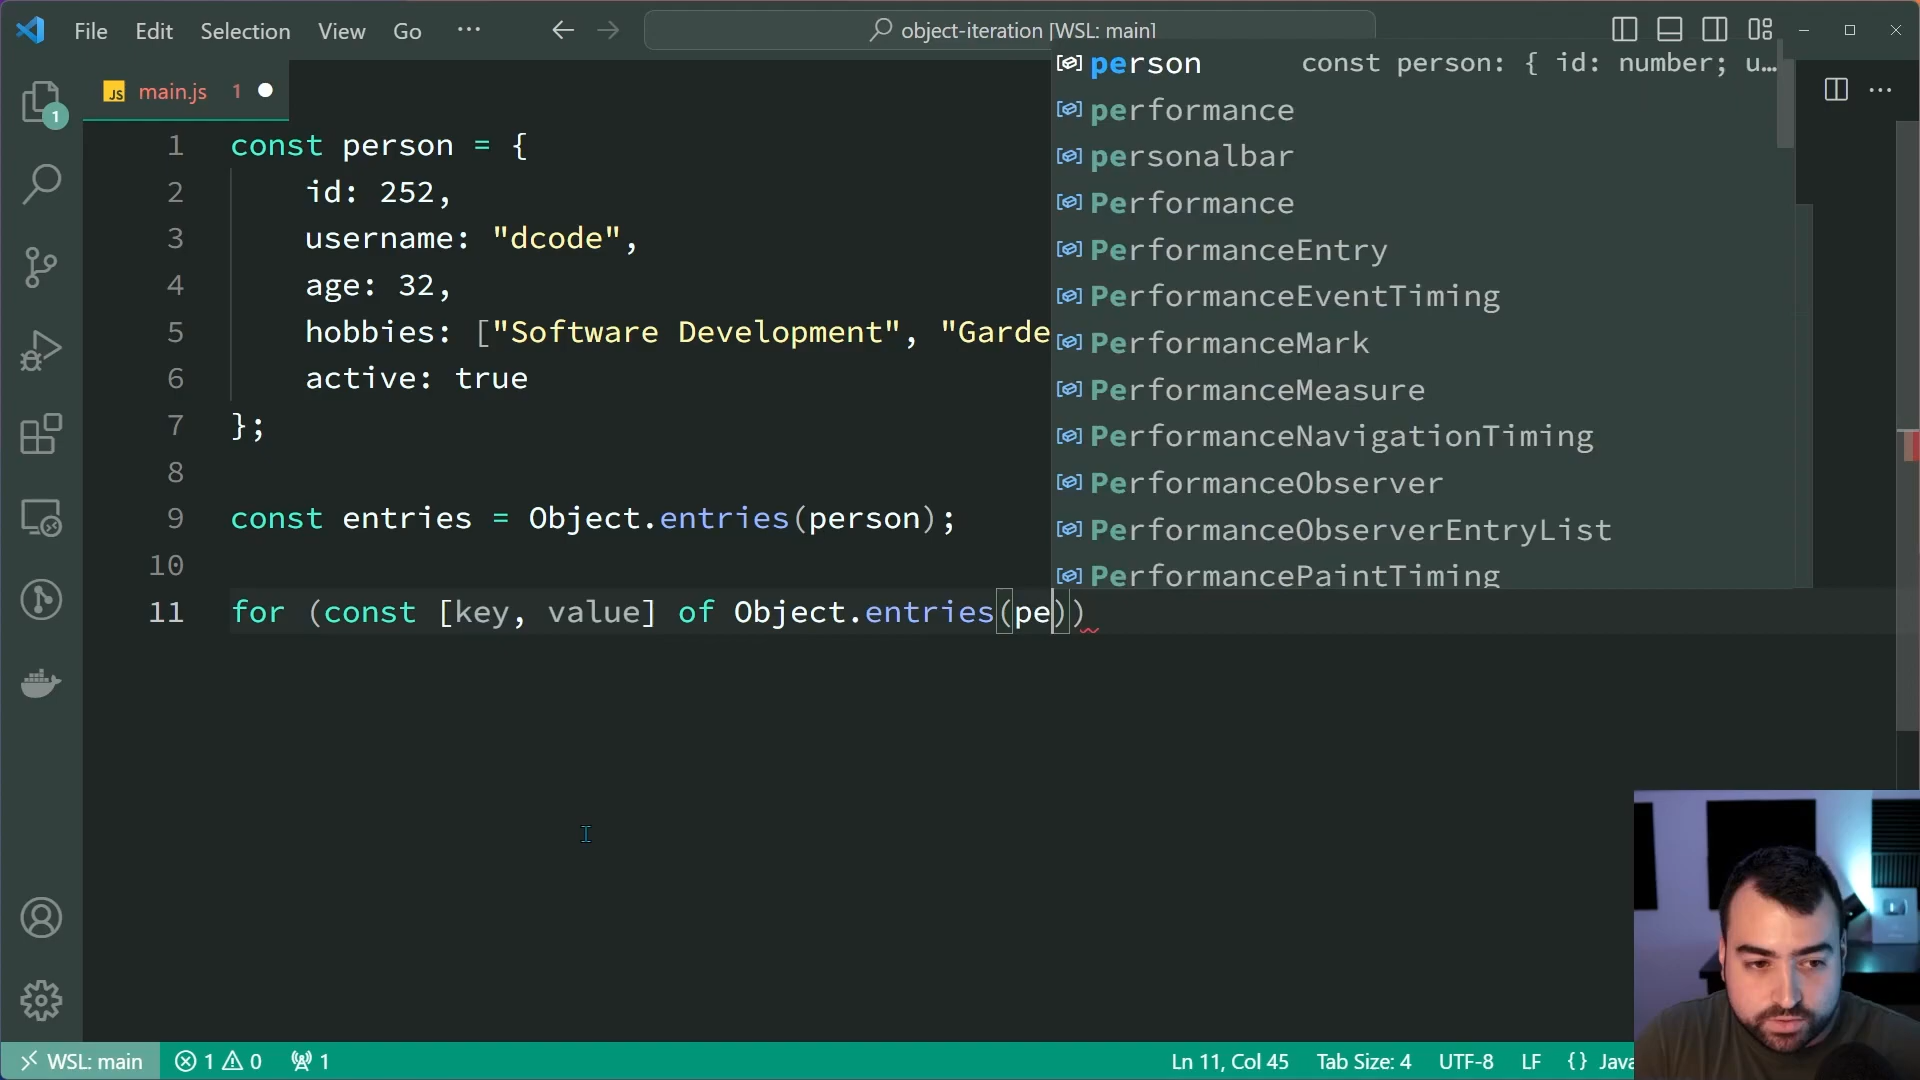 File Edit Selection View Go ···
object-iteration [WSL: main]
JS main.js 1
1
1 const person = {
2 id: 252,
3 username: "dcode",
4 age: 32,
5 hobbies: ["Software Development", "Garde
6 active: true
7 };
8
9 const entries = Object.entries(person);
10
11 for (const [key, value] of Object.entries(pe))
person const person: { id: number; u…
performance
personalbar
Performance
PerformanceEntry
PerformanceEventTiming
PerformanceMark
PerformanceMeasure
PerformanceNavigationTiming
PerformanceObserver
PerformanceObserverEntryList
PerformancePaintTiming
WSL: main 1 0 1 Ln 11, Col 45 Tab Size: 4 UTF-8 LF {} Java